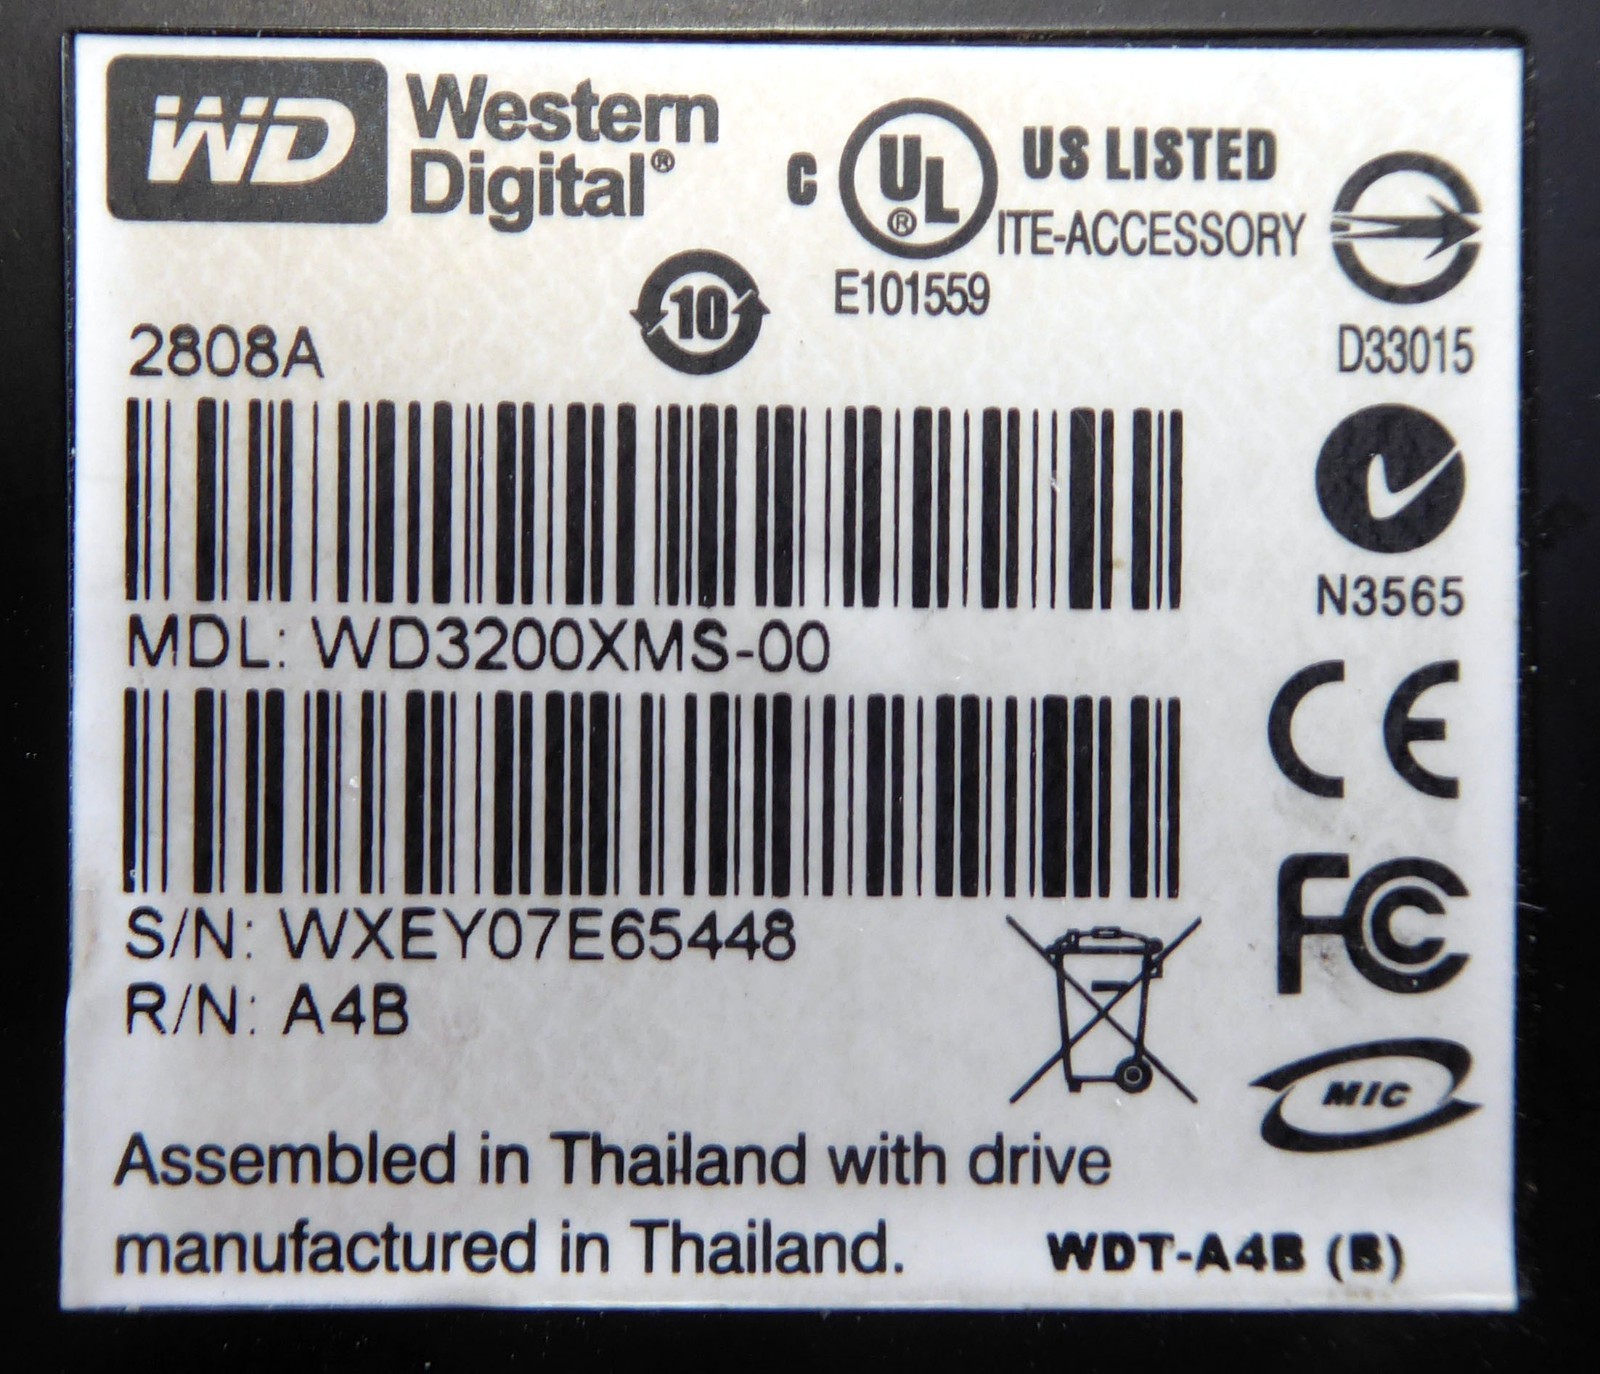 WD Western
Digital®
C UL® US LISTED
ITE-ACCESSORY
E101559
10
D33015
2808A
N3565
MDL: WD3200XMS-00
CE
S/N: WXEY07E65448
FC
R/N: A4B
MIC
Assembled in Thailand with drive
manufactured in Thailand.
WDT-A4B (B)